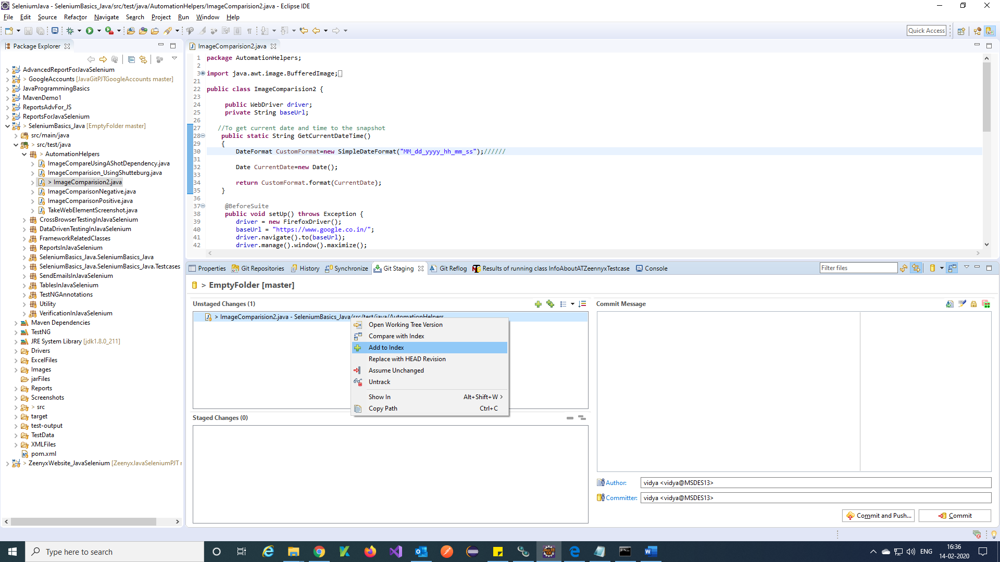 SeleniumJava - SeleniumBasics_Java/src/test/java/AutomationHelpers/ImageComparision2.java - Eclipse IDE
File Edit Source Refactor Navigate Search Project Run Window Help
Quick Access
Package Explorer
AdvancedReportForJavaSelenium
> GoogleAccounts [JavaGitPJTGoogleAccounts master]
JavaProgrammingBasics
MavenDemo1
ReportsAdvFor_JS
ReportsForJavaSelenium
> SeleniumBasics_Java [EmptyFolder master]
src/main/java
> src/test/java
> AutomationHelpers
ImageCompareUsingAShotDependency.java
ImageComparision_UsingShutteburg.java
> ImageComparision2.java
ImageComparisonNegative.java
ImageComparisonPositive.java
TakeWebElementScreenshot.java
CrossBrowserTestingInJavaSelenium
DataDrivenTestingInJavaSelenium
FrameworkRelatedClasses
ReportsInJavaSelenium
SeleniumBasics_Java.SeleniumBasics_Java
SeleniumBasics_Java.SeleniumBasics_Java.Testcases
SendEmailsInJavaSelenium
TablesInJavaSelenium
TestNGAnnotations
Utility
VerificationInJavaSelenium
Maven Dependencies
TestNG
JRE System Library [jdk1.8.0_211]
Drivers
ExcelFiles
Images
jarFiles
Reports
Screenshots
> src
target
test-output
TestData
XMLFiles
pom.xml
> ZeenyxWebsite_JavaSelenium [ZeenyxJavaSeleniumPJT
ImageComparision2.java
1 package AutomationHelpers;
2
3 import java.awt.image.BufferedImage;
21
22 public class ImageComparision2 {
23
24 public WebDriver driver;
25 private String baseUrl;
26
27 //To get current date and time to the snapshot
28 public static String GetCurrentDateTime()
29 {
30 DateFormat CustomFormat=new SimpleDateFormat("MM_dd_yyyy_hh_mm_ss");//////
31
32 Date CurrentDate=new Date();
33
34 return CustomFormat.format(CurrentDate);
35 }
36
37 @BeforeSuite
38 public void setUp() throws Exception {
39 driver = new FirefoxDriver();
40 baseUrl = "https://www.google.co.in/";
41 driver.navigate().to(baseUrl);
42 driver.manage().window().maximize();
Properties Git Repositories History Synchronize Git Staging Git Reflog Results of running class InfoAboutATZeennyxTestcase Console
Filter files
> EmptyFolder [master]
Unstaged Changes (1)
> ImageComparision2.java - SeleniumBasics_Java/src/test/java/AutomationHelpers
Open Working Tree Version
Compare with Index
Add to Index
Replace with HEAD Revision
Assume Unchanged
Untrack
Show In Alt+Shift+W >
Copy Path Ctrl+C
Staged Changes (0)
Commit Message
Author: vidya <vidya@MSDES13>
Committer: vidya <vidya@MSDES13>
Commit and Push... Commit
Type here to search
ENG
16:36
14-02-2020